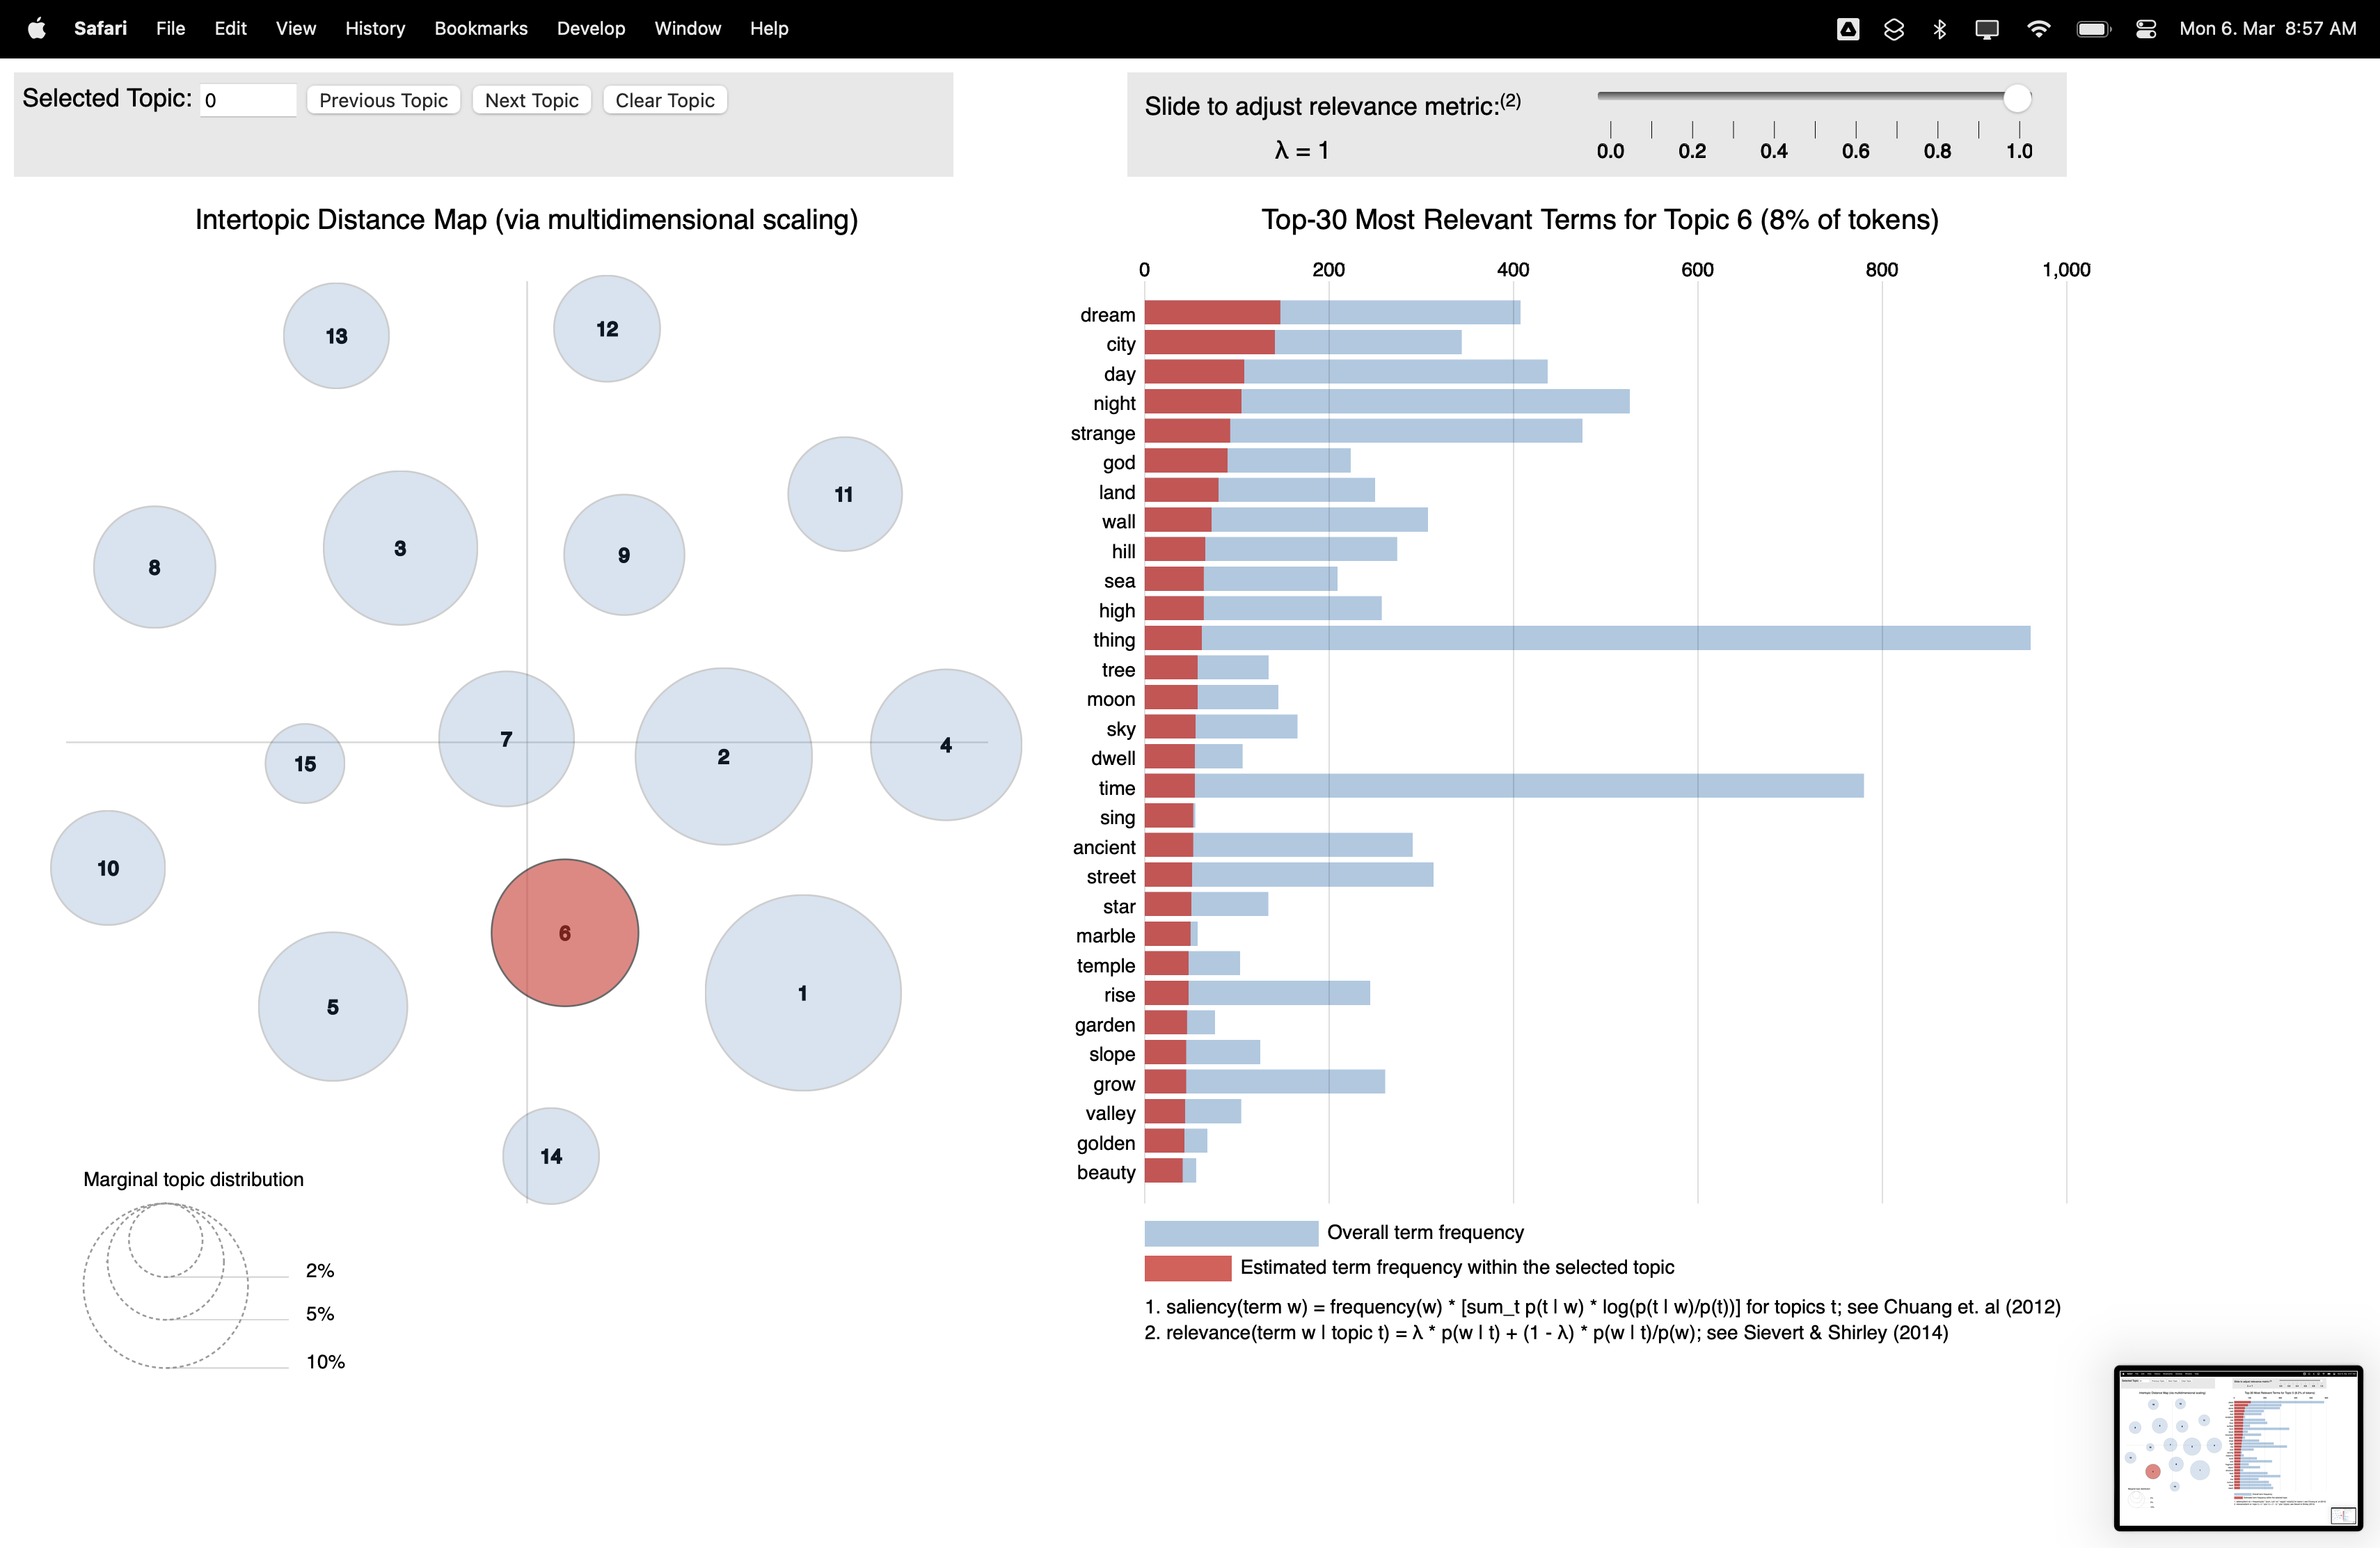 Safari File Edit View History Bookmarks Develop Window Help Mon 6. Mar 8:57 AM
Selected Topic: 0 Previous Topic Next Topic Clear Topic
Slide to adjust relevance metric:(2)
λ = 1
0.0 0.2 0.4 0.6 0.8 1.0
Intertopic Distance Map (via multidimensional scaling)
13
12
11
3
9
8
7
4
2
15
10
6
1
5
14
Marginal topic distribution
2%
5%
10%
Top-30 Most Relevant Terms for Topic 6 (8% of tokens)
0 200 400 600 800 1,000
dream
city
day
night
strange
god
land
wall
hill
sea
high
thing
tree
moon
sky
dwell
time
sing
ancient
street
star
marble
temple
rise
garden
slope
grow
valley
golden
beauty
Overall term frequency
Estimated term frequency within the selected topic
1. saliency(term w) = frequency(w) * [sum_t p(t | w) * log(p(t | w)/p(t))] for topics t; see Chuang et. al (2012)
2. relevance(term w | topic t) = λ * p(w | t) + (1 - λ) * p(w | t)/p(w); see Sievert & Shirley (2014)